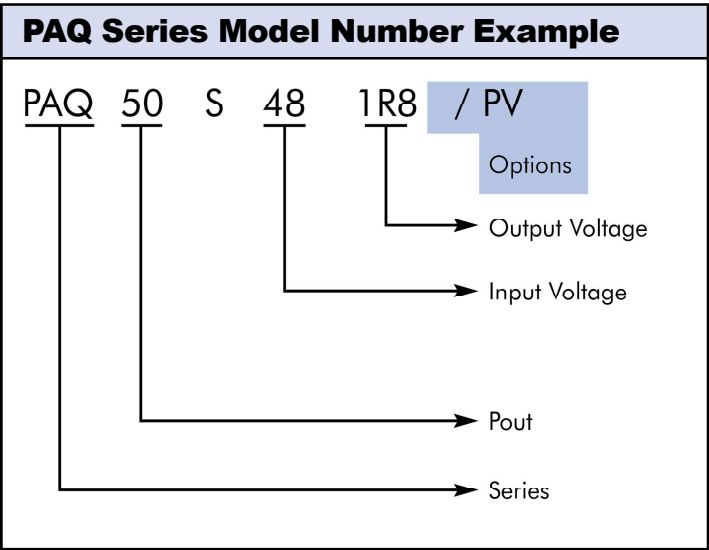 PAQ Series Model Number Example
PAQ 50 S 48 1R8 / PV
Options
Output Voltage
Input Voltage
Pout
Series